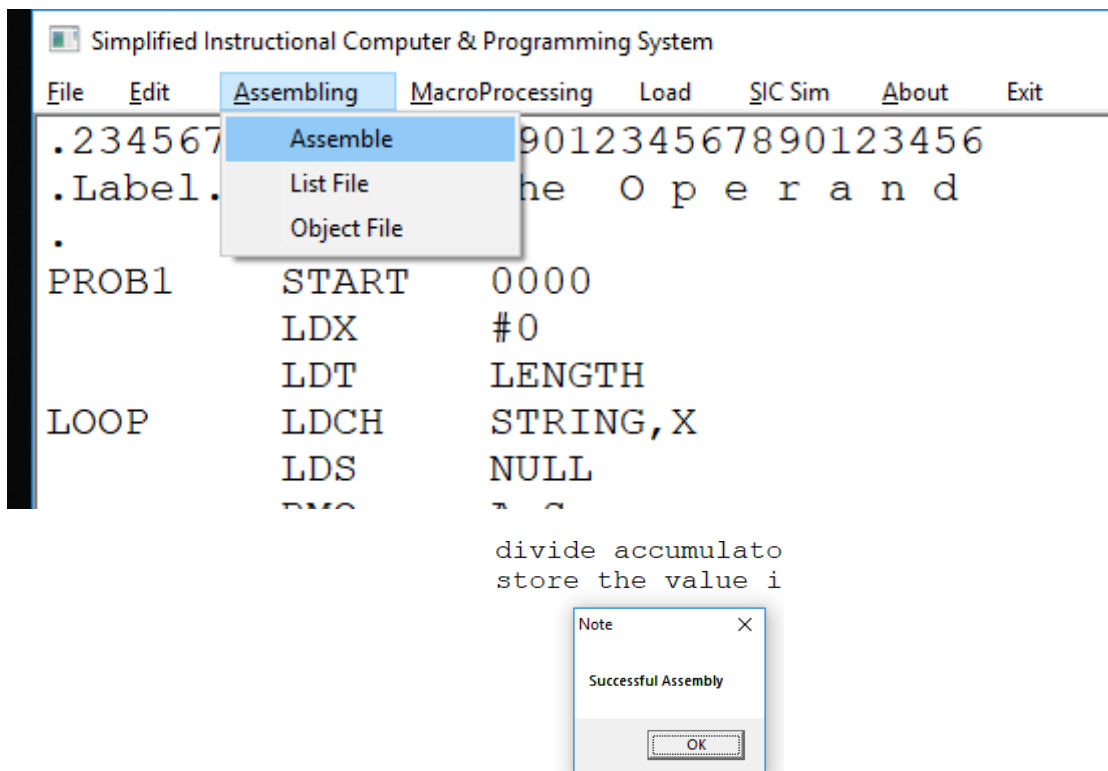 Simplified Instructional Computer & Programming System
File Edit Assembling MacroProcessing Load SIC Sim About Exit
.234567 901234567890123456
.Label. he O p e r a n d
.
Assemble
List File
Object File
PROB1 START 0000
LDX #0
LDT LENGTH
LOOP LDCH STRING,X
LDS NULL
divide accumulato
store the value i
Note
Successful Assembly
OK